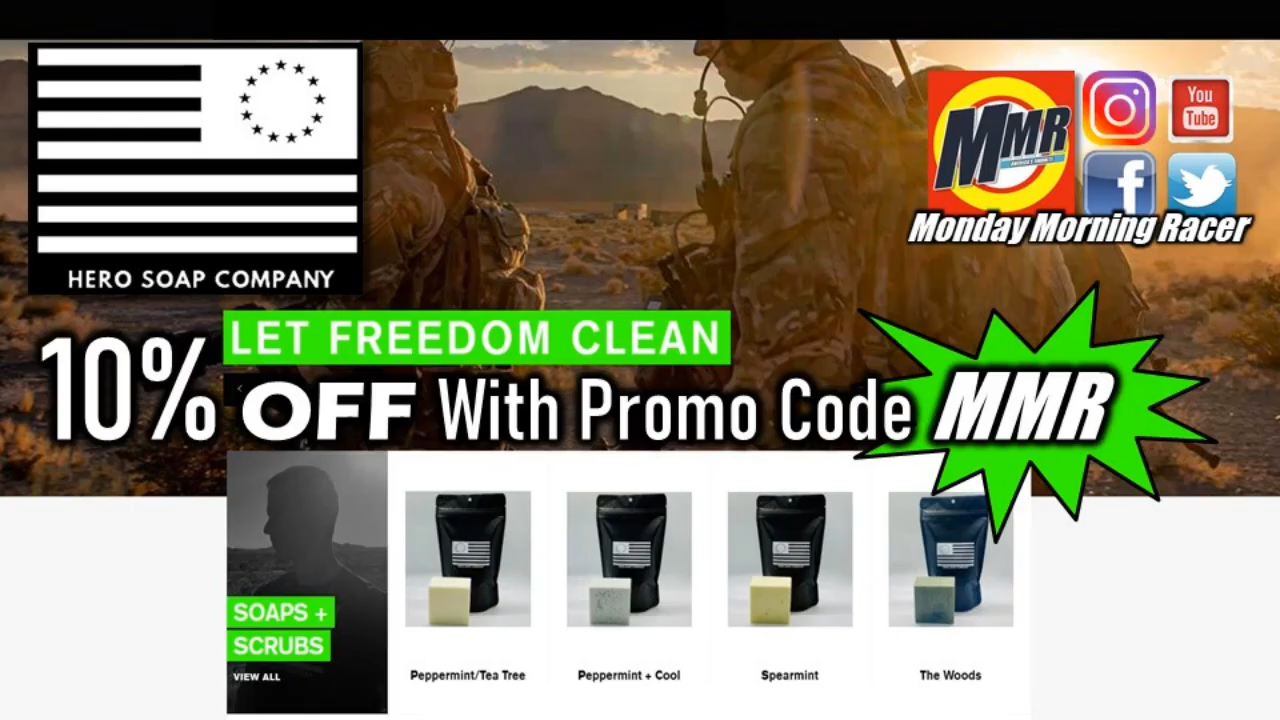 HERO SOAP COMPANY
MMR
You
Tube
Monday Morning Racer
LET FREEDOM CLEAN
10% OFF With Promo Code MMR
SOAPS +
SCRUBS
VIEW ALL
Peppermint/Tea Tree
Peppermint + Cool
Spearmint
The Woods